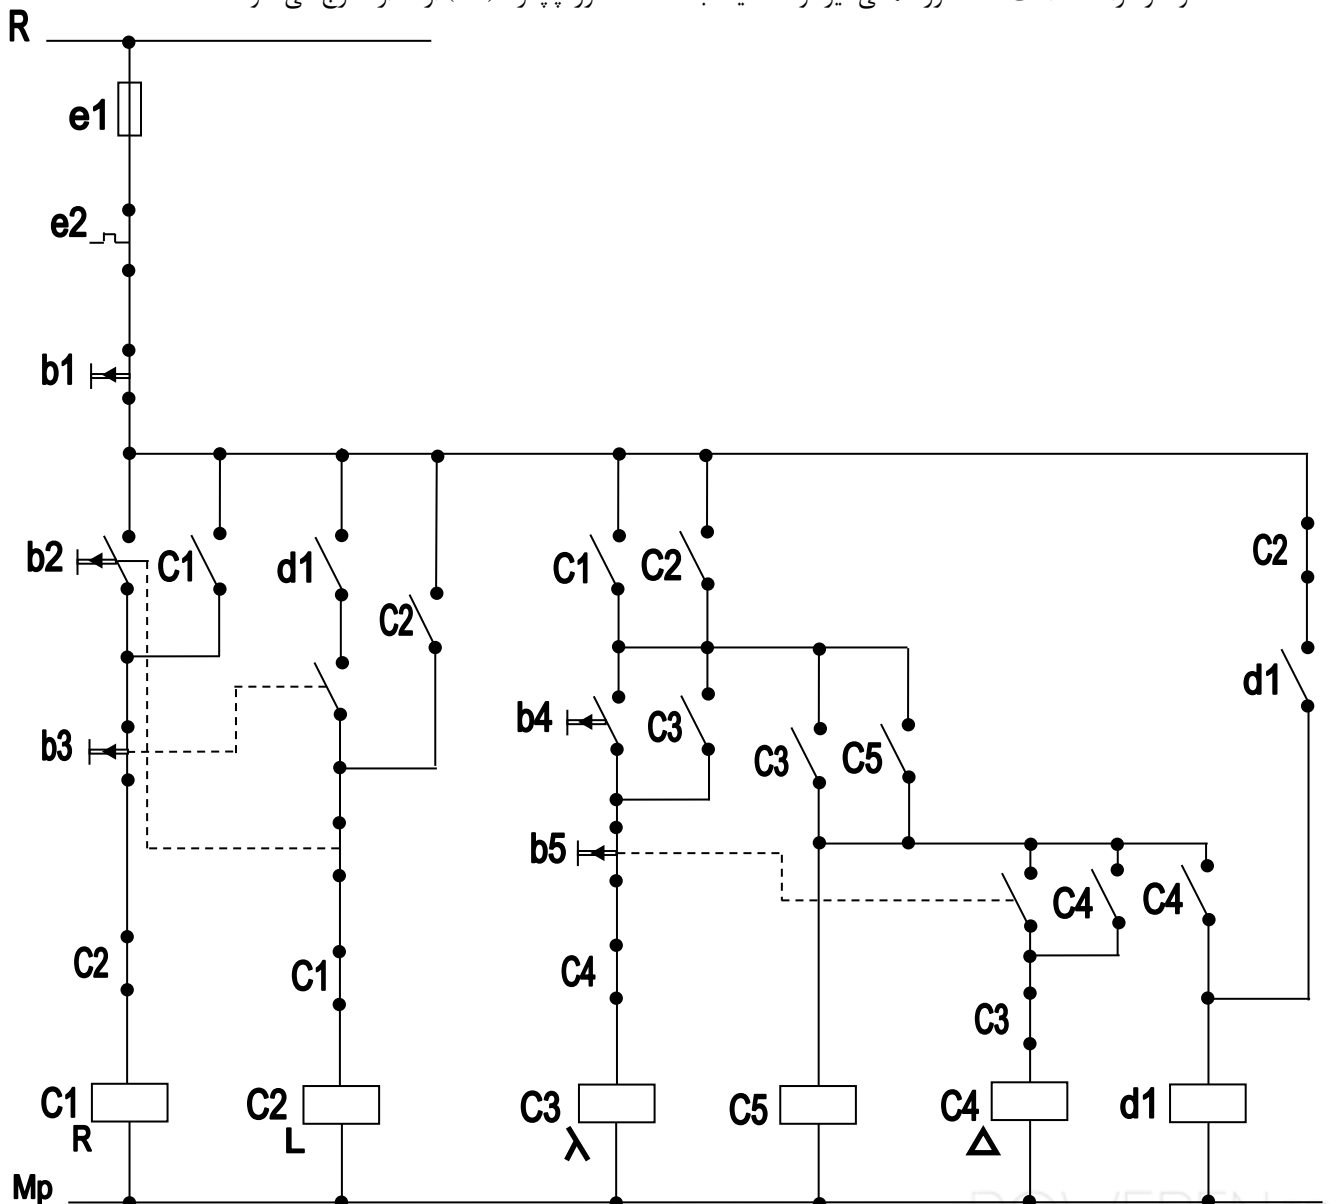 R
e1
e2
b1
b2 C1 d1 C1 C2 C2
C2
b3 b4 C3 C3 C5 d1
b5 C4 C4
C2 C1 C4 C3
C1 C2 C3 C5 C4 d1
R L λ Δ
Mp